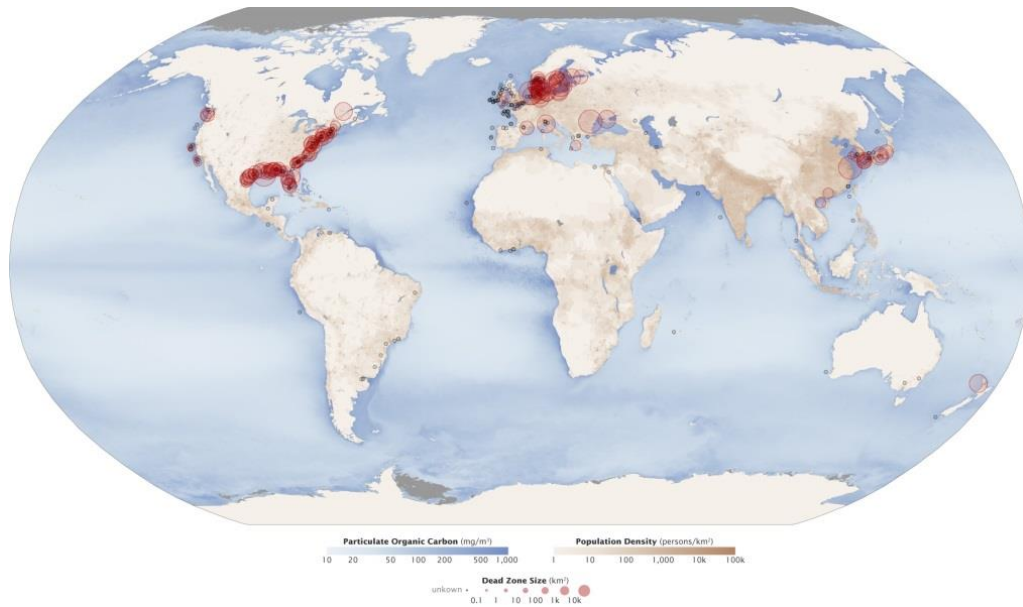 Particulate Organic Carbon (mg/m³)
10 20 50 100 200 500 1,000
Population Density (persons/km²)
1 10 100 1,000 10k 100k
Dead Zone Size (km²)
unkown
0.1 1 10 100 1k 10k